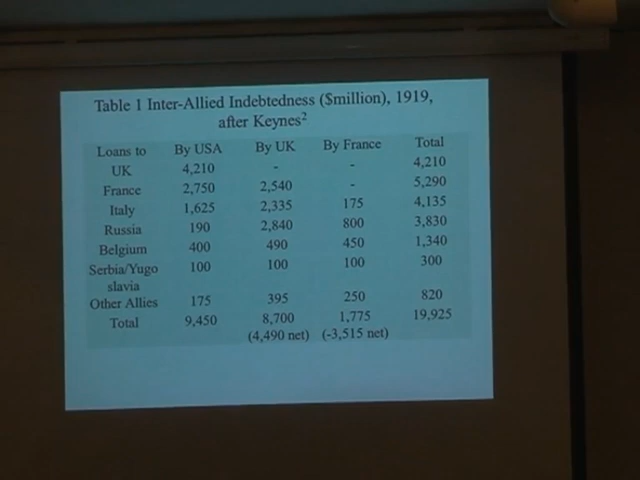 Table 1 Inter-Allied Indebtedness ($million), 1919,
after Keynes²
Loans to By USA By UK By France Total
UK 4,210 - - 4,210
France 2,750 2,540 - 5,290
Italy 1,625 2,335 175 4,135
Russia 190 2,840 800 3,830
Belgium 400 490 450 1,340
Serbia/Yugo 100 100 100 300
slavia
Other Allies 175 395 250 820
Total 9,450 8,700 1,775 19,925
(4,490 net) (-3,515 net)